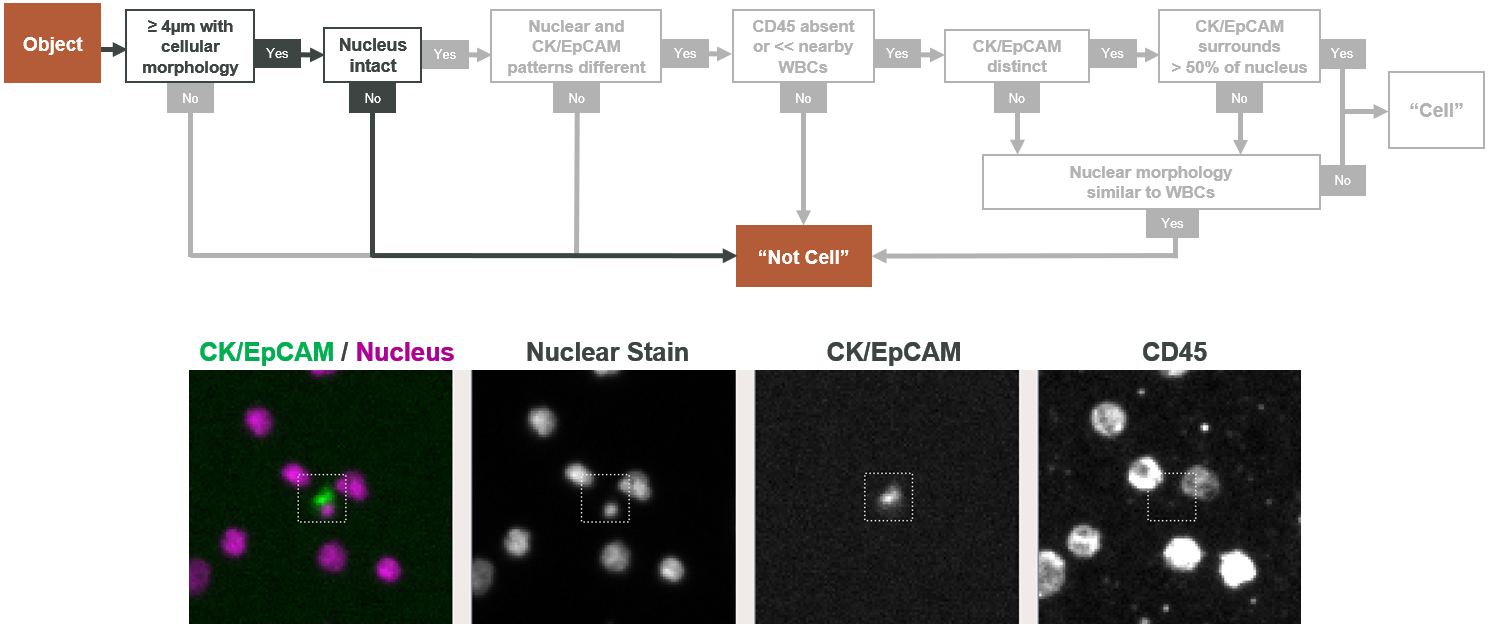 Object
≥ 4µm with
cellular
morphology
Yes
No
Nucleus
intact
Yes
No
Nuclear and
CK/EpCAM
patterns different
Yes
No
CD45 absent
or << nearby
WBCs
Yes
No
CK/EpCAM
distinct
Yes
No
CK/EpCAM
surrounds
> 50% of nucleus
Yes
No
“Cell”
Nuclear morphology
similar to WBCs
No
Yes
“Not Cell”
CK/EpCAM / Nucleus
Nuclear Stain
CK/EpCAM
CD45